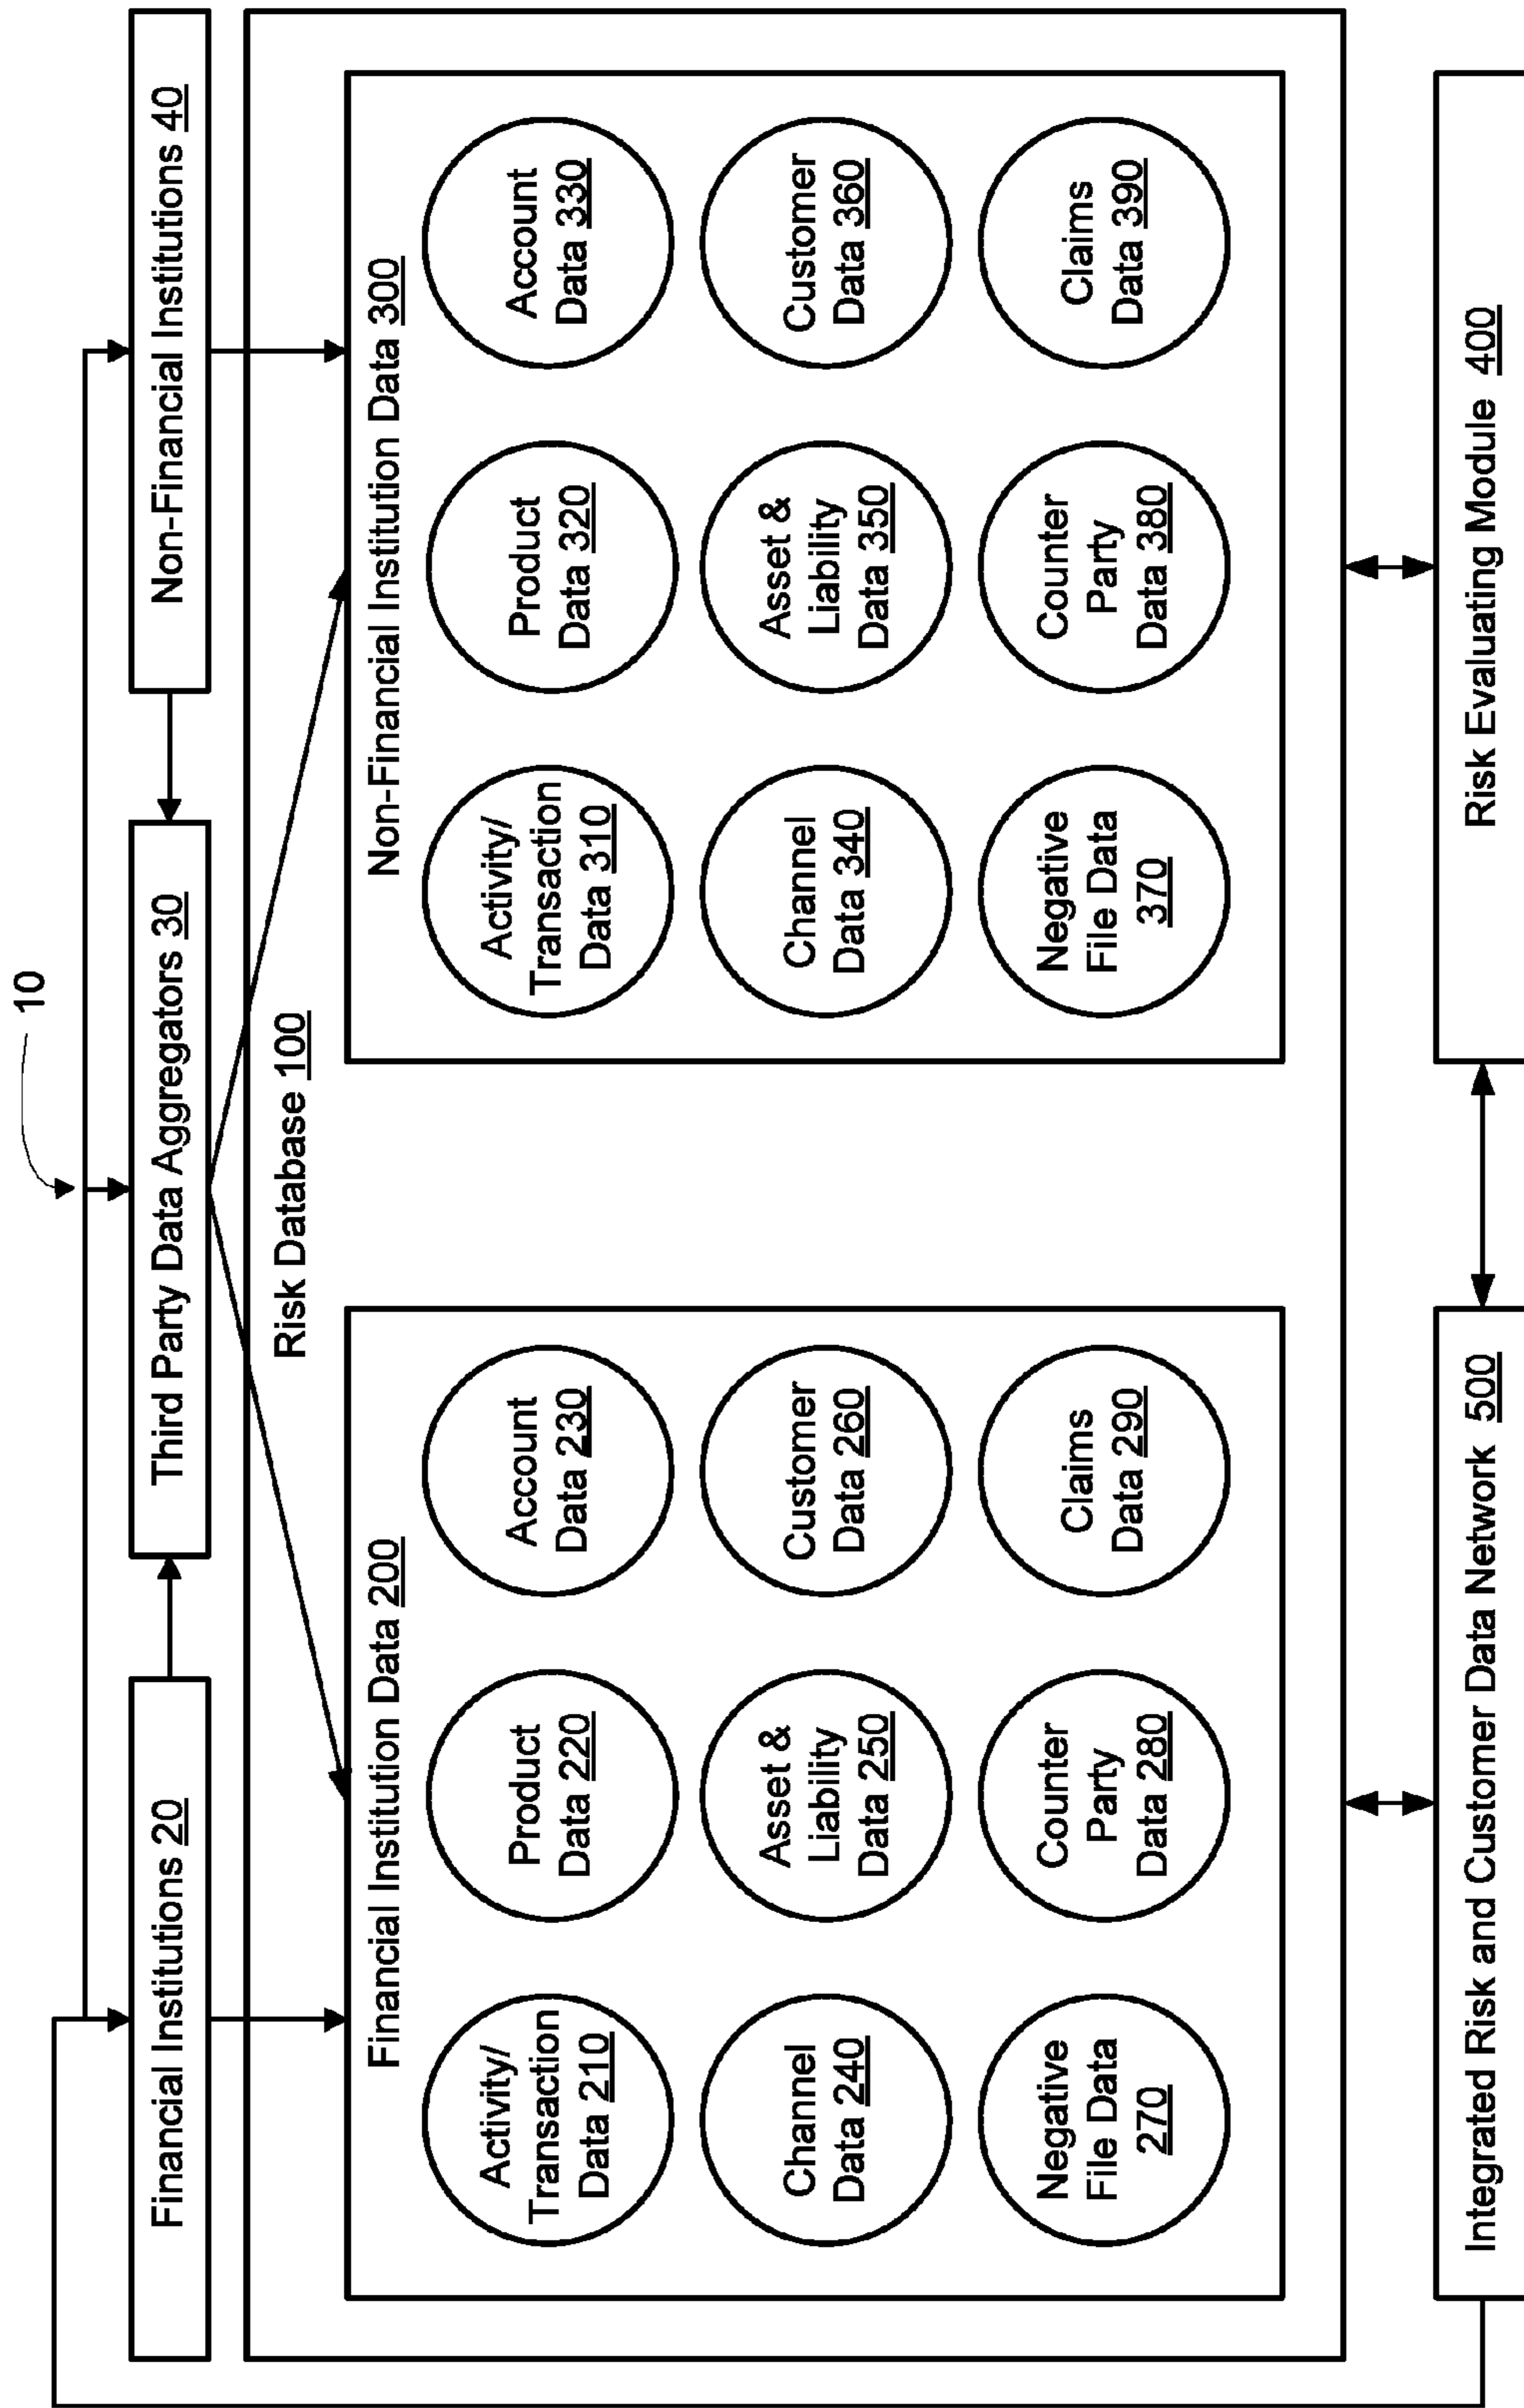 10
Financial Institutions 20
Third Party Data Aggregators 30
Non-Financial Institutions 40
Risk Database 100
Financial Institution Data 200
Activity/
Transaction
Data 210
Product
Data 220
Account
Data 230
Channel
Data 240
Asset &
Liability
Data 250
Customer
Data 260
Negative
File Data
270
Counter
Party
Data 280
Claims
Data 290
Non-Financial Institution Data 300
Activity/
Transaction
Data 310
Product
Data 320
Account
Data 330
Channel
Data 340
Asset &
Liability
Data 350
Customer
Data 360
Negative
File Data
370
Counter
Party
Data 380
Claims
Data 390
Integrated Risk and Customer Data Network 500
Risk Evaluating Module 400